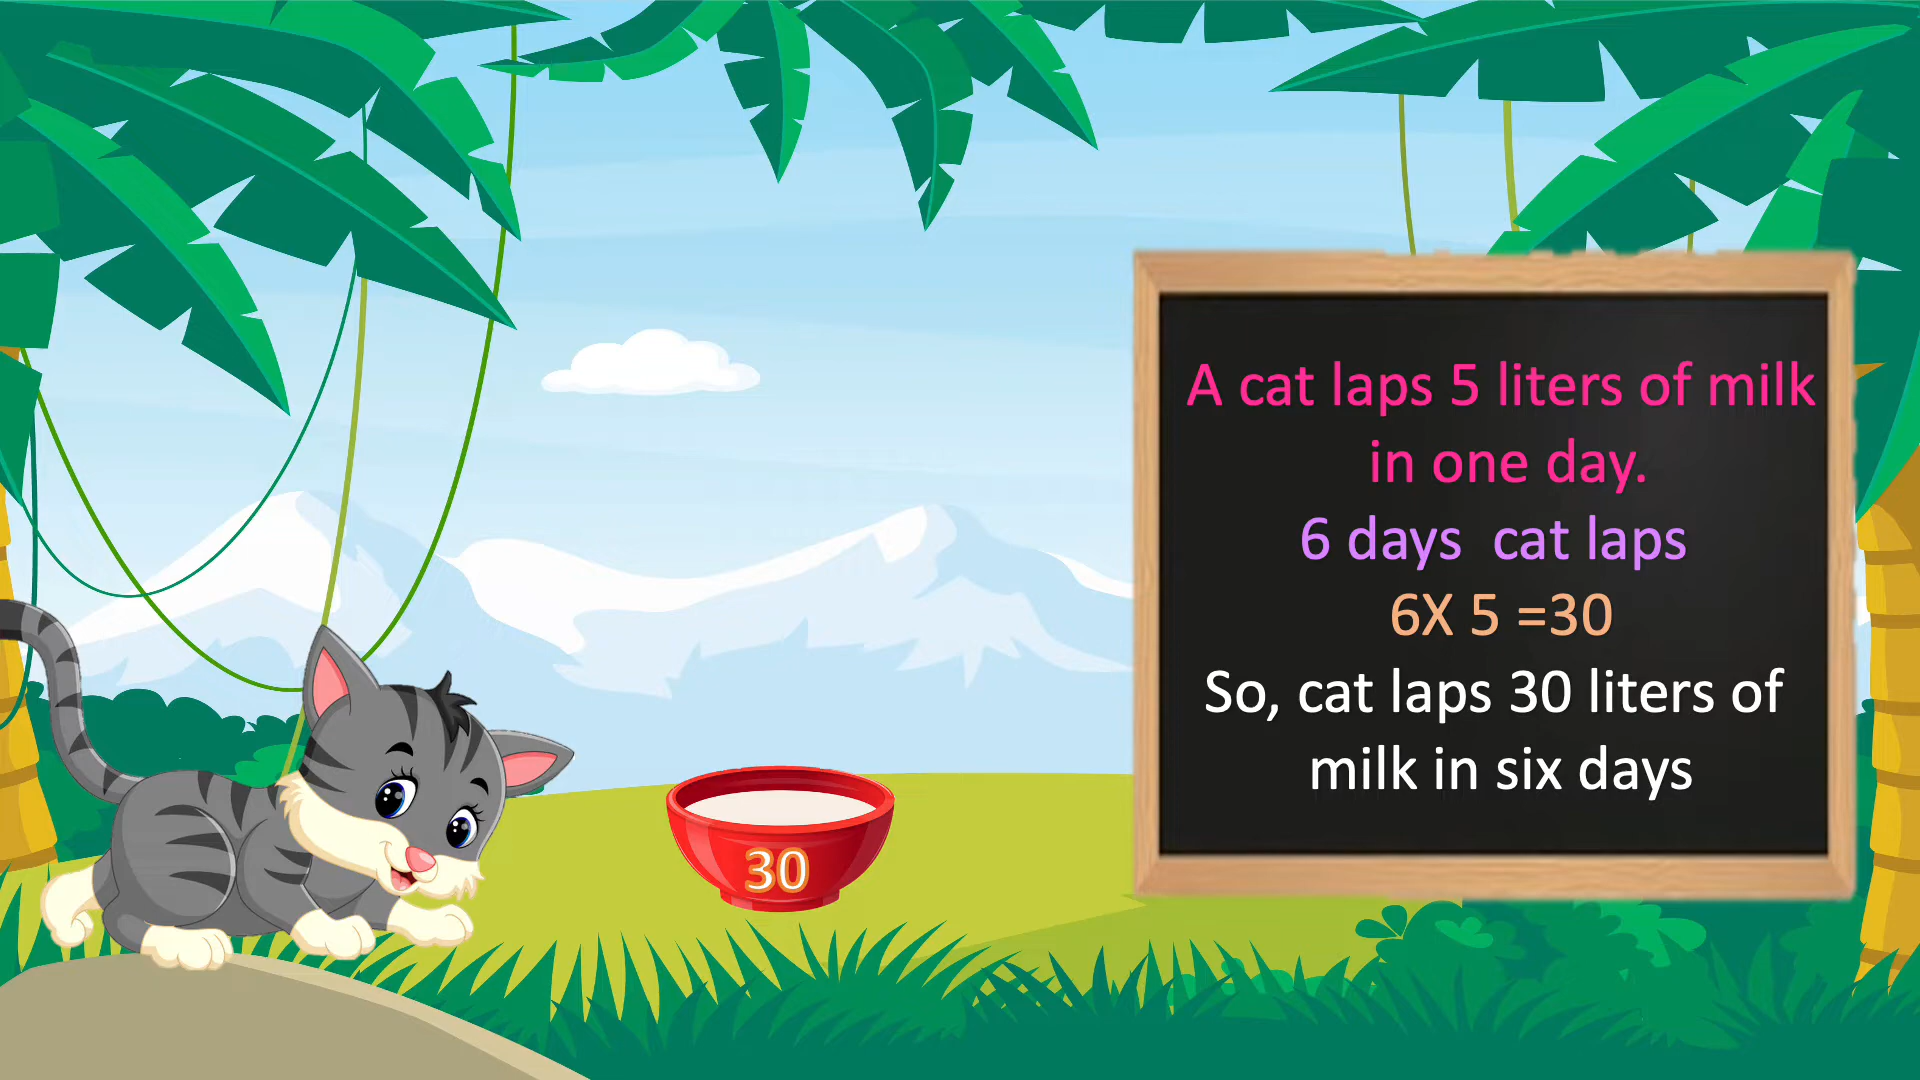 A cat laps 5 liters of milk
in one day.
6 days  cat laps
6X 5 =30
So, cat laps 30 liters of
milk in six days
30